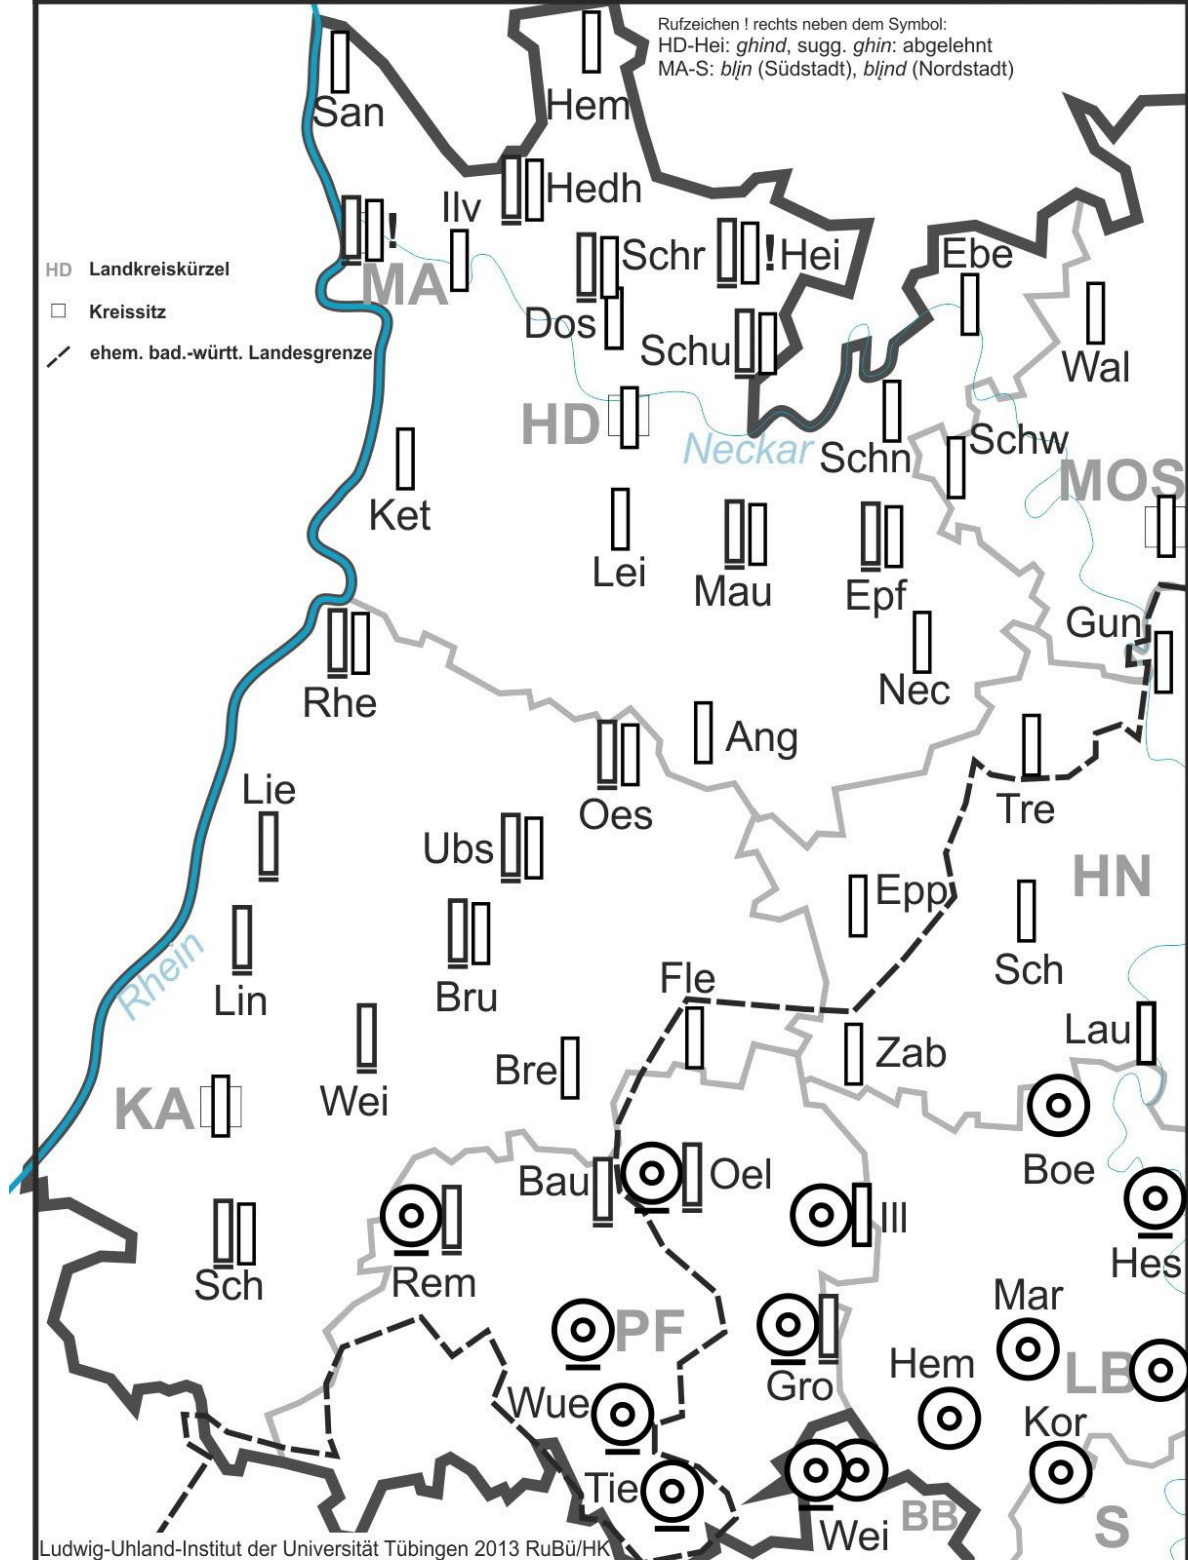 Rufzeichen ! rechts neben dem Symbol:
HD-Hei: ghind, sugg. ghin: abgelehnt
MA-S: blįn (Südstadt), blįnd (Nordstadt)
San
Hem
Hedh
Ilv
!
MA
Schr
!Hei
Ebe
HD Landkreiskürzel
Kreissitz
ehem. bad.-württ. Landesgrenze
Dos
Schu
Wal
HD
Neckar
Schn
Schw
MOS
Ket
Lei
Mau
Epf
Gun
Rhe
Nec
Ang
Lie
Oes
Tre
Ubs
Epp
HN
Rhein
Lin
Bru
Fle
Sch
Lau
Zab
Bre
KA
Wei
Boe
Bau
Oel
Ill
Hes
Sch
Rem
Mar
PF
Gro
Hem
LB
Wue
Kor
Tie
Wei
BB
S
Ludwig-Uhland-Institut der Universität Tübingen 2013 RuBü/HK